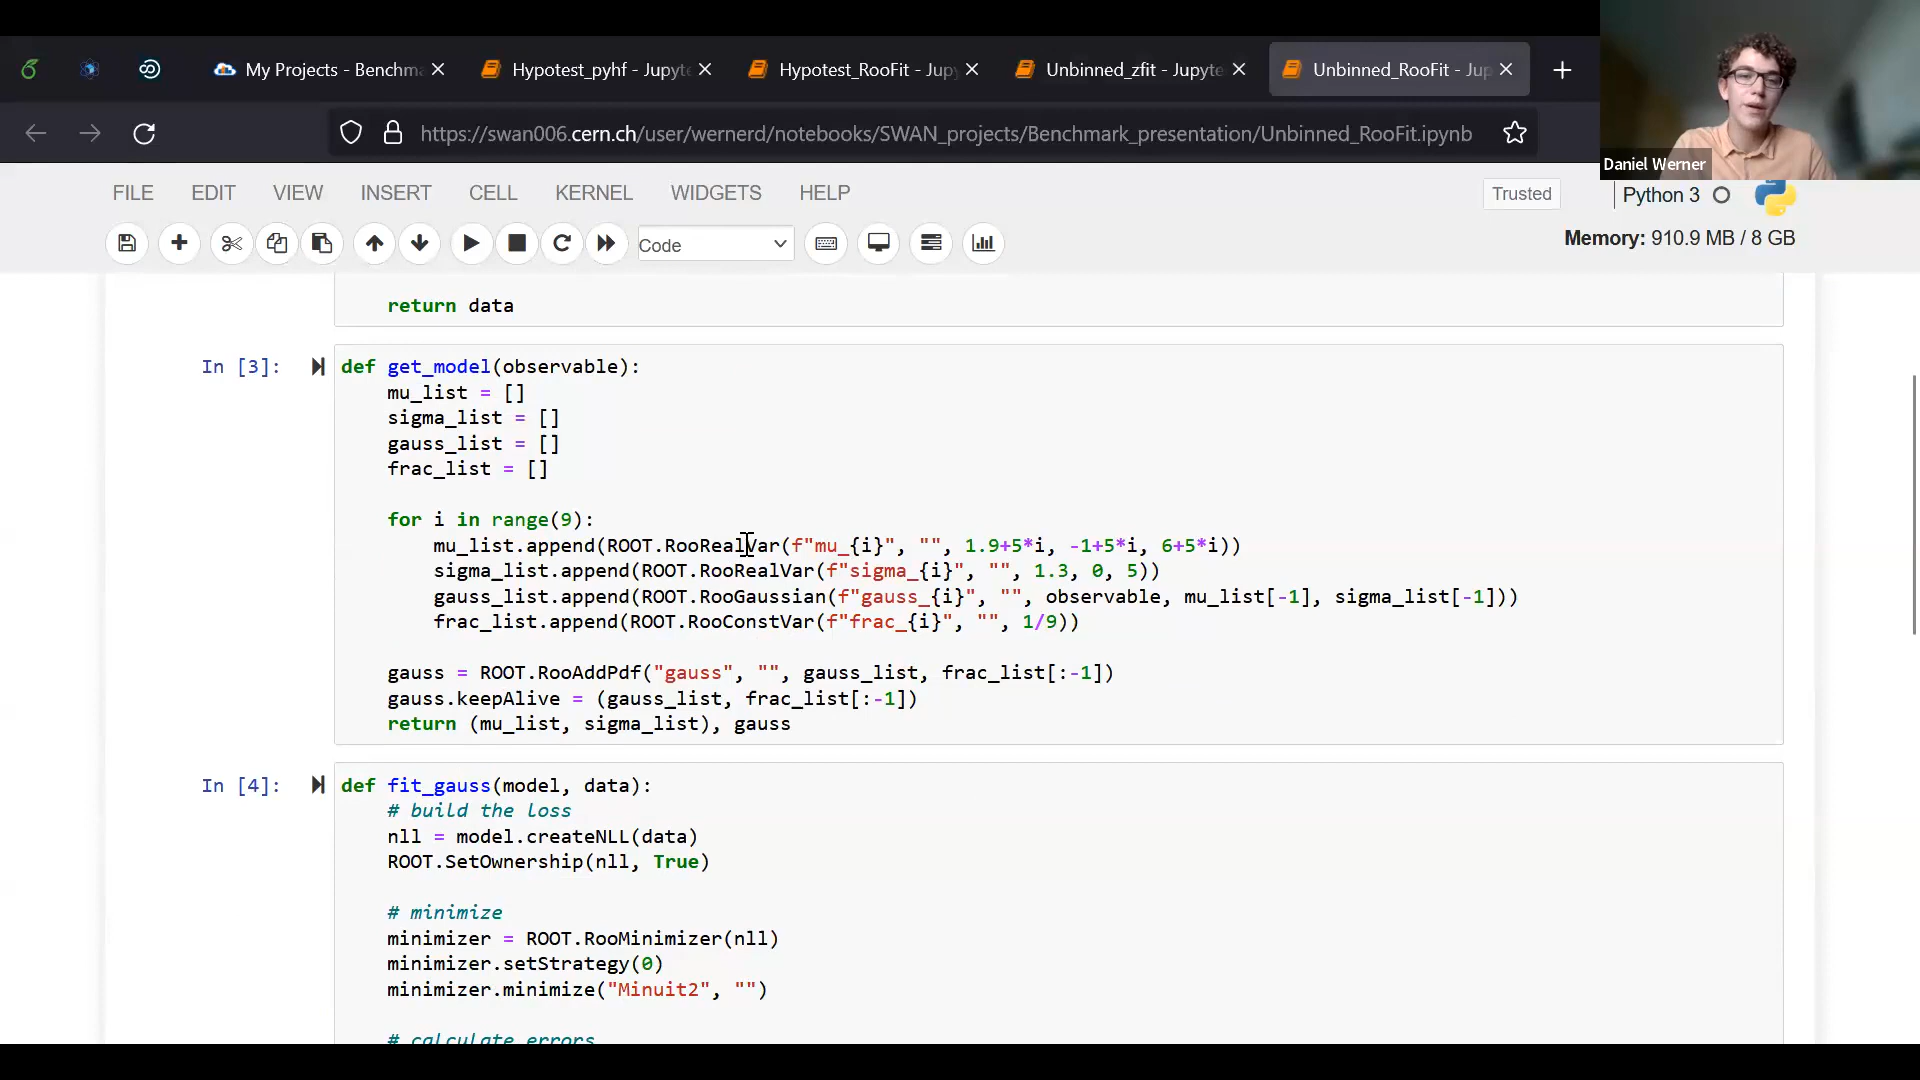 My Projects - Benchm
Hypotest_pyhf - Jupyt
Hypotest_RooFit - Jup
Unbinned_zfit - Jupyte
Unbinned_RooFit - Jup
https://swan006.cern.ch/user/wernerd/notebooks/SWAN_projects/Benchmark_presentation/Unbinned_RooFit.ipynb
Daniel Werner
FILE EDIT VIEW INSERT CELL KERNEL WIDGETS HELP
Trusted
Python 3
Code
Memory: 910.9 MB / 8 GB
    return data
In [3]:
def get_model(observable):
    mu_list = []
    sigma_list = []
    gauss_list = []
    frac_list = []
    for i in range(9):
        mu_list.append(ROOT.RooRealVar(f"mu_{i}", "", 1.9+5*i, -1+5*i, 6+5*i))
        sigma_list.append(ROOT.RooRealVar(f"sigma_{i}", "", 1.3, 0, 5))
        gauss_list.append(ROOT.RooGaussian(f"gauss_{i}", "", observable, mu_list[-1], sigma_list[-1]))
        frac_list.append(ROOT.RooConstVar(f"frac_{i}", "", 1/9))
    gauss = ROOT.RooAddPdf("gauss", "", gauss_list, frac_list[:-1])
    gauss.keepAlive = (gauss_list, frac_list[:-1])
    return (mu_list, sigma_list), gauss
In [4]:
def fit_gauss(model, data):
    # build the loss
    nll = model.createNLL(data)
    ROOT.SetOwnership(nll, True)
    # minimize
    minimizer = ROOT.RooMinimizer(nll)
    minimizer.setStrategy(0)
    minimizer.minimize("Minuit2", "")
    # calculate errors